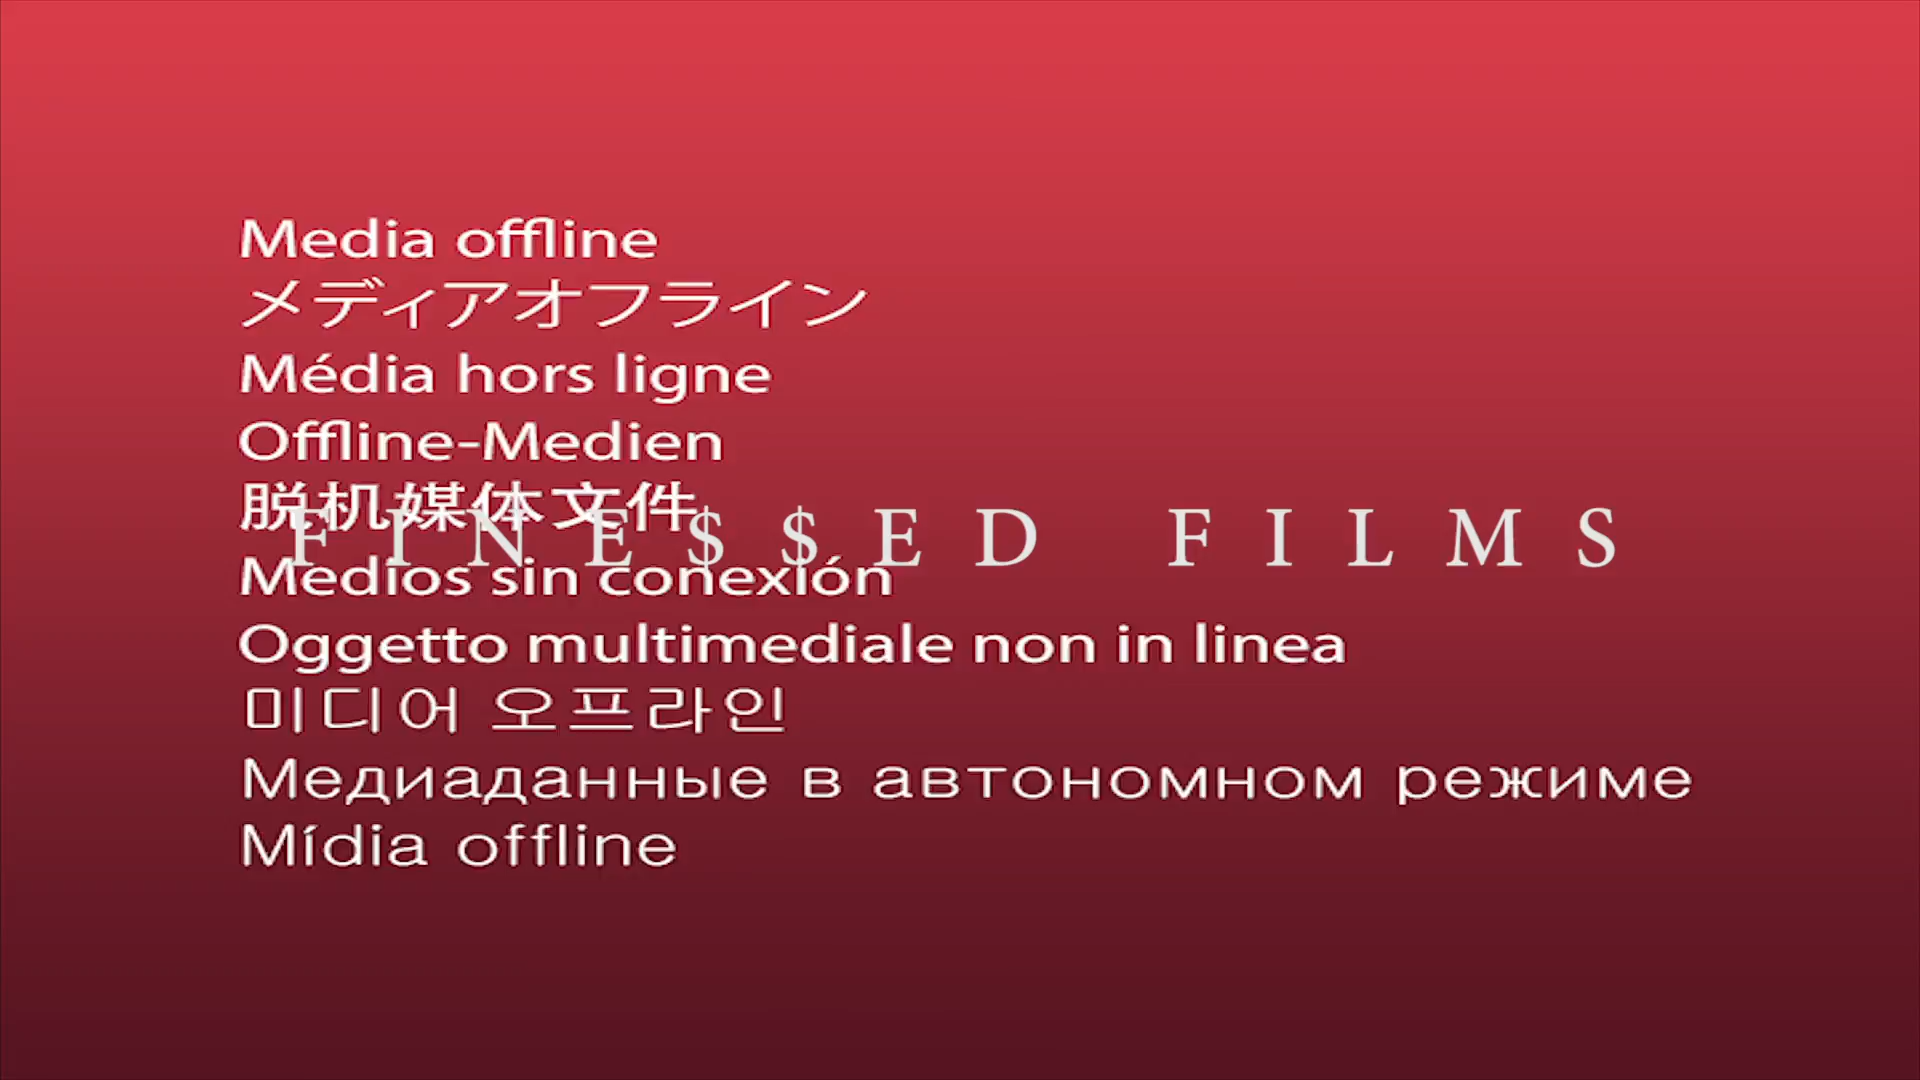 Media offline
メディアオフライン
Média hors ligne
Offline-Medien
脱机媒体文件
FINE$$ED FILMS
Medios sin conexión
Oggetto multimediale non in linea
미디어 오프라인
Медиаданные в автономном режиме
Mídia offline